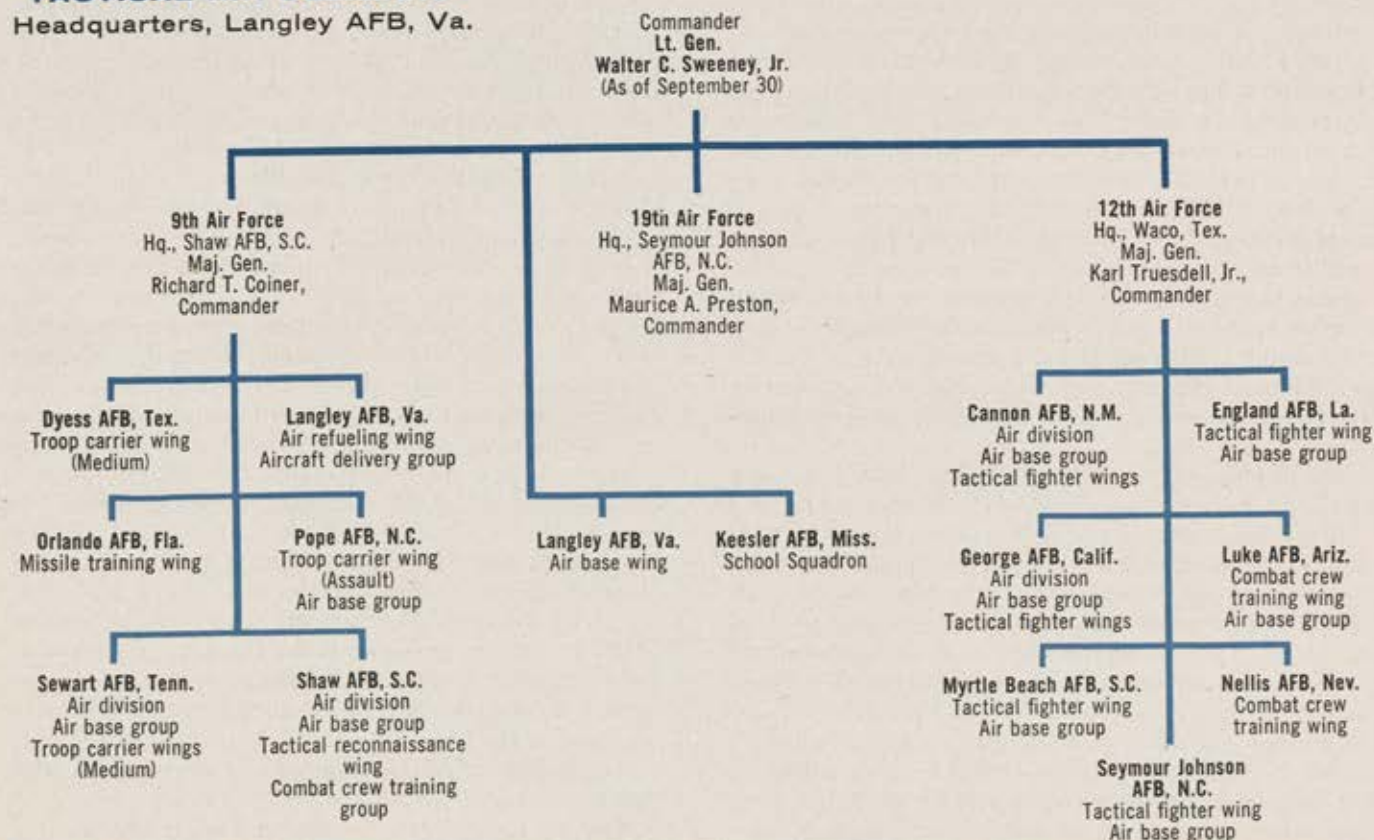 Headquarters, Langley AFB, Va.
Commander
Lt. Gen.
Walter C. Sweeney, Jr.
(As of September 30)
9th Air Force
Hq., Shaw AFB, S.C.
Maj. Gen.
Richard T. Coiner,
Commander
19th Air Force
Hq., Seymour Johnson
AFB, N.C.
Maj. Gen.
Maurice A. Preston,
Commander
12th Air Force
Hq., Waco, Tex.
Maj. Gen.
Karl Truesdell, Jr.,
Commander
Dyess AFB, Tex.
Troop carrier wing
(Medium)
Langley AFB, Va.
Air refueling wing
Aircraft delivery group
Orlando AFB, Fla.
Missile training wing
Pope AFB, N.C.
Troop carrier wing
(Assault)
Air base group
Sewart AFB, Tenn.
Air division
Air base group
Troop carrier wings
(Medium)
Shaw AFB, S.C.
Air division
Air base group
Tactical reconnaissance
wing
Combat crew training
group
Langley AFB, Va.
Air base wing
Keesler AFB, Miss.
School Squadron
Cannon AFB, N.M.
Air division
Air base group
Tactical fighter wings
England AFB, La.
Tactical fighter wing
Air base group
George AFB, Calif.
Air division
Air base group
Tactical fighter wings
Luke AFB, Ariz.
Combat crew
training wing
Air base group
Myrtle Beach AFB, S.C.
Tactical fighter wing
Air base group
Nellis AFB, Nev.
Combat crew
training wing
Seymour Johnson
AFB, N.C.
Tactical fighter wing
Air base group